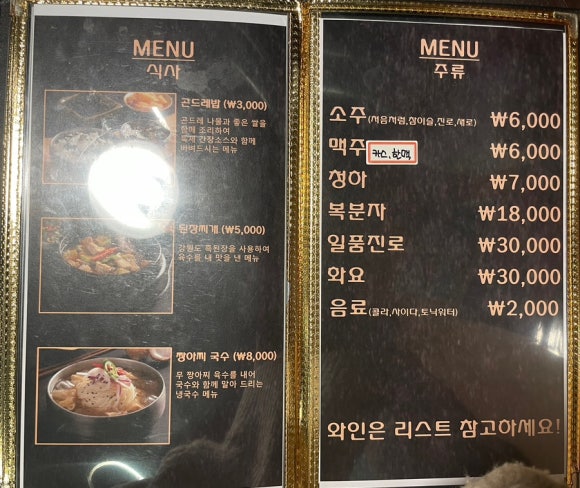 MENU
식사
곤드레밥 (₩3,000)
곤드레 나물과 좋은 쌀을
함께 조리하여
특제 간장소스와 함께
비벼드시는 메뉴
된장찌개 (₩5,000)
강원도 특된장을 사용하여
육수를 내 맛을 낸 메뉴
짱아찌 국수 (₩8,000)
무 짱아찌 육수를 내어
국수와 함께 말아 드리는
냉국수 메뉴
MENU
주류
소주(처음처럼,참이슬,진로,새로) ₩6,000
맥주 카스,한맥 ₩6,000
청하 ₩7,000
복분자 ₩18,000
일품진로 ₩30,000
화요 ₩30,000
음료(콜라,사이다,토닉워터) ₩2,000
와인은 리스트 참고하세요!